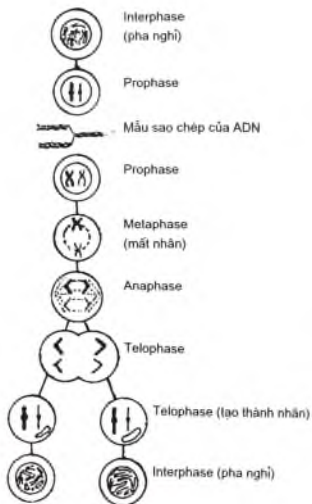 Interphase
(pha nghỉ)
Prophase
Mẫu sao chép của ADN
Prophase
Metaphase
(mất nhân)
Anaphase
Telophase
Telophase (tạo thành nhân)
Interphase (pha nghỉ)